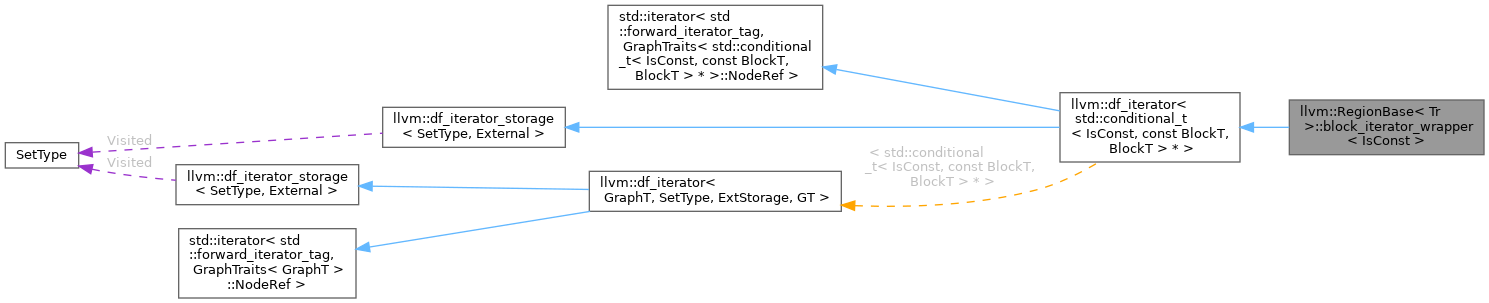 std::iterator< std
::forward_iterator_tag,
GraphTraits< std::conditional
_t< IsConst, const BlockT,
BlockT > * >::NodeRef >
llvm::df_iterator_storage
< SetType, External >
llvm::df_iterator<
std::conditional_t
< IsConst, const BlockT,
BlockT > * >
llvm::RegionBase< Tr
>::block_iterator_wrapper
< IsConst >
Visited
SetType
Visited
llvm::df_iterator_storage
< SetType, External >
< std::conditional
_t< IsConst, const BlockT,
BlockT > * >
llvm::df_iterator<
GraphT, SetType, ExtStorage, GT >
std::iterator< std
::forward_iterator_tag,
GraphTraits< GraphT >
::NodeRef >